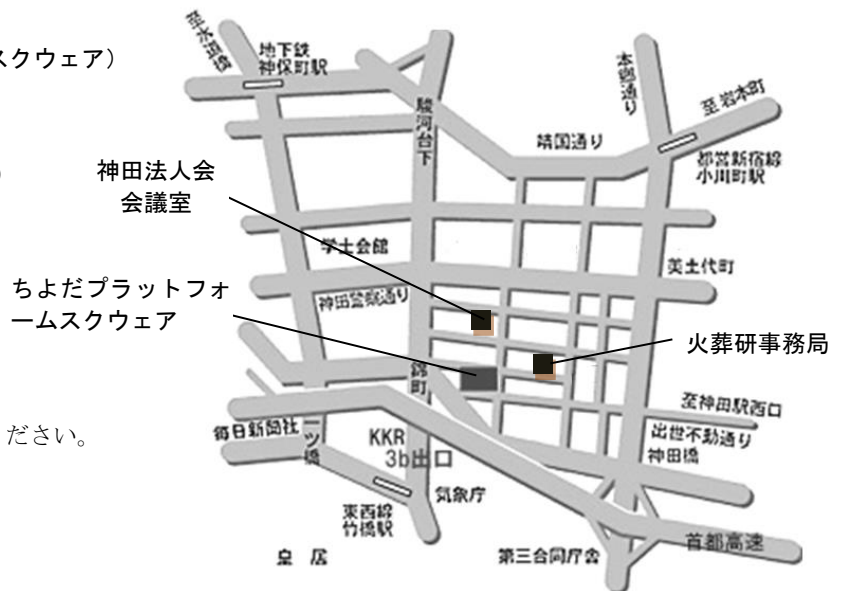 スクウェア）
至水道橋
地下鉄
神保町駅
本郷通り
至岩本町
駿河台下
靖国通り
都営新宿線
小川町駅
）
神田法人会
会議室
学士会館
美土代町
ちよだプラットフォ
ームスクウェア
神田警察通り
火葬研事務局
錦町
至神田駅西口
毎日新聞社
一ツ橋
ださい。
KKR
3b出口
出世不動通り
神田橋
気象庁
東西線
竹橋駅
皇 居
第三合同庁舎
首都高速